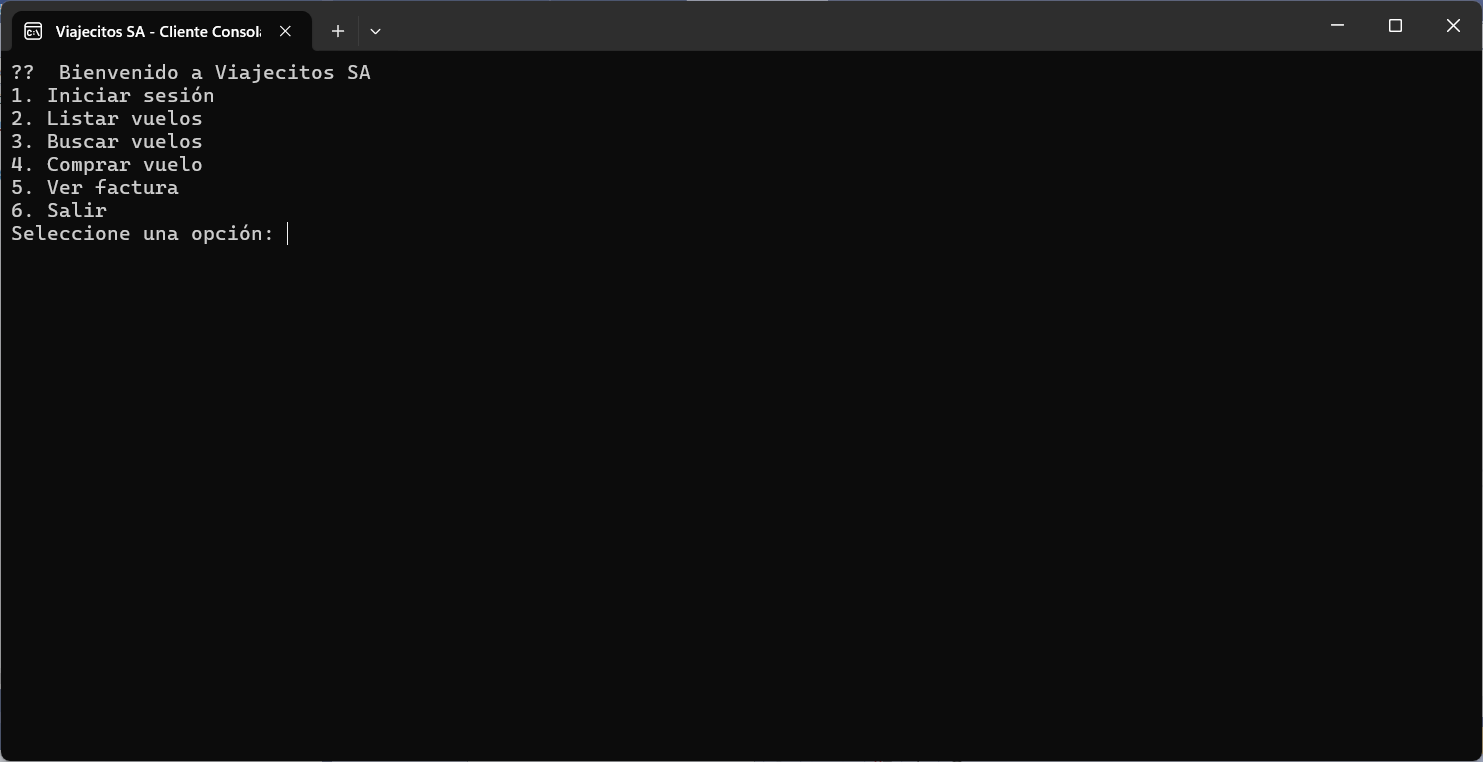 Viajecitos SA - Cliente Consol
?? Bienvenido a Viajecitos SA
1. Iniciar sesión
2. Listar vuelos
3. Buscar vuelos
4. Comprar vuelo
5. Ver factura
6. Salir
Seleccione una opción: